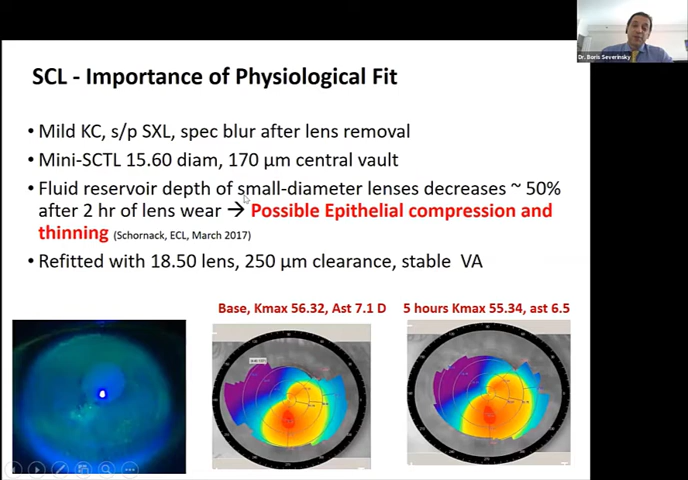 SCL - Importance of Physiological Fit
• Mild KC, s/p SXL, spec blur after lens removal
• Mini-SCTL 15.60 diam, 170 µm central vault
• Fluid reservoir depth of small-diameter lenses decreases ~ 50%
after 2 hr of lens wear → Possible Epithelial compression and
thinning (Schornack, ECL, March 2017)
• Refitted with 18.50 lens, 250 µm clearance, stable VA
Base, Kmax 56.32, Ast 7.1 D
5 hours Kmax 55.34, ast 6.5
Dr. Boris Severinsky